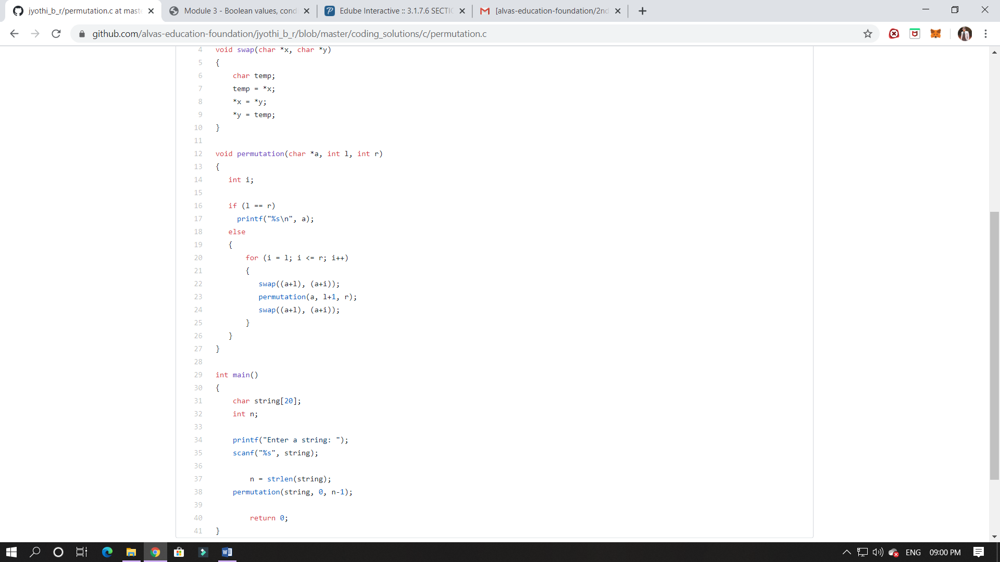 jyothi_b_r/permutation.c at maste
Module 3 - Boolean values, cond
Edube Interactive :: 3.1.7.6 SECTIO
[alvas-education-foundation/2nd
github.com/alvas-education-foundation/jyothi_b_r/blob/master/coding_solutions/c/permutation.c
4 void swap(char *x, char *y)
5 {
6 char temp;
7 temp = *x;
8 *x = *y;
9 *y = temp;
10 }
11
12 void permutation(char *a, int l, int r)
13 {
14 int i;
15
16 if (l == r)
17 printf("%s\n", a);
18 else
19 {
20 for (i = l; i <= r; i++)
21 {
22 swap((a+l), (a+i));
23 permutation(a, l+1, r);
24 swap((a+l), (a+i));
25 }
26 }
27 }
28
29 int main()
30 {
31 char string[20];
32 int n;
33
34 printf("Enter a string: ");
35 scanf("%s", string);
36
37 n = strlen(string);
38 permutation(string, 0, n-1);
39
40 return 0;
41 }
ENG 09:00 PM